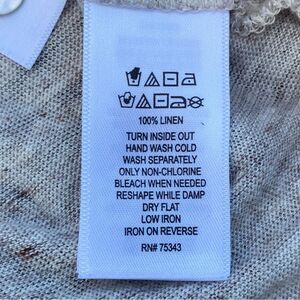 100% LINEN
TURN INSIDE OUT
HAND WASH COLD
WASH SEPARATELY
ONLY NON-CHLORINE
BLEACH WHEN NEEDED
RESHAPE WHILE DAMP
DRY FLAT
LOW IRON
IRON ON REVERSE
RN# 75343